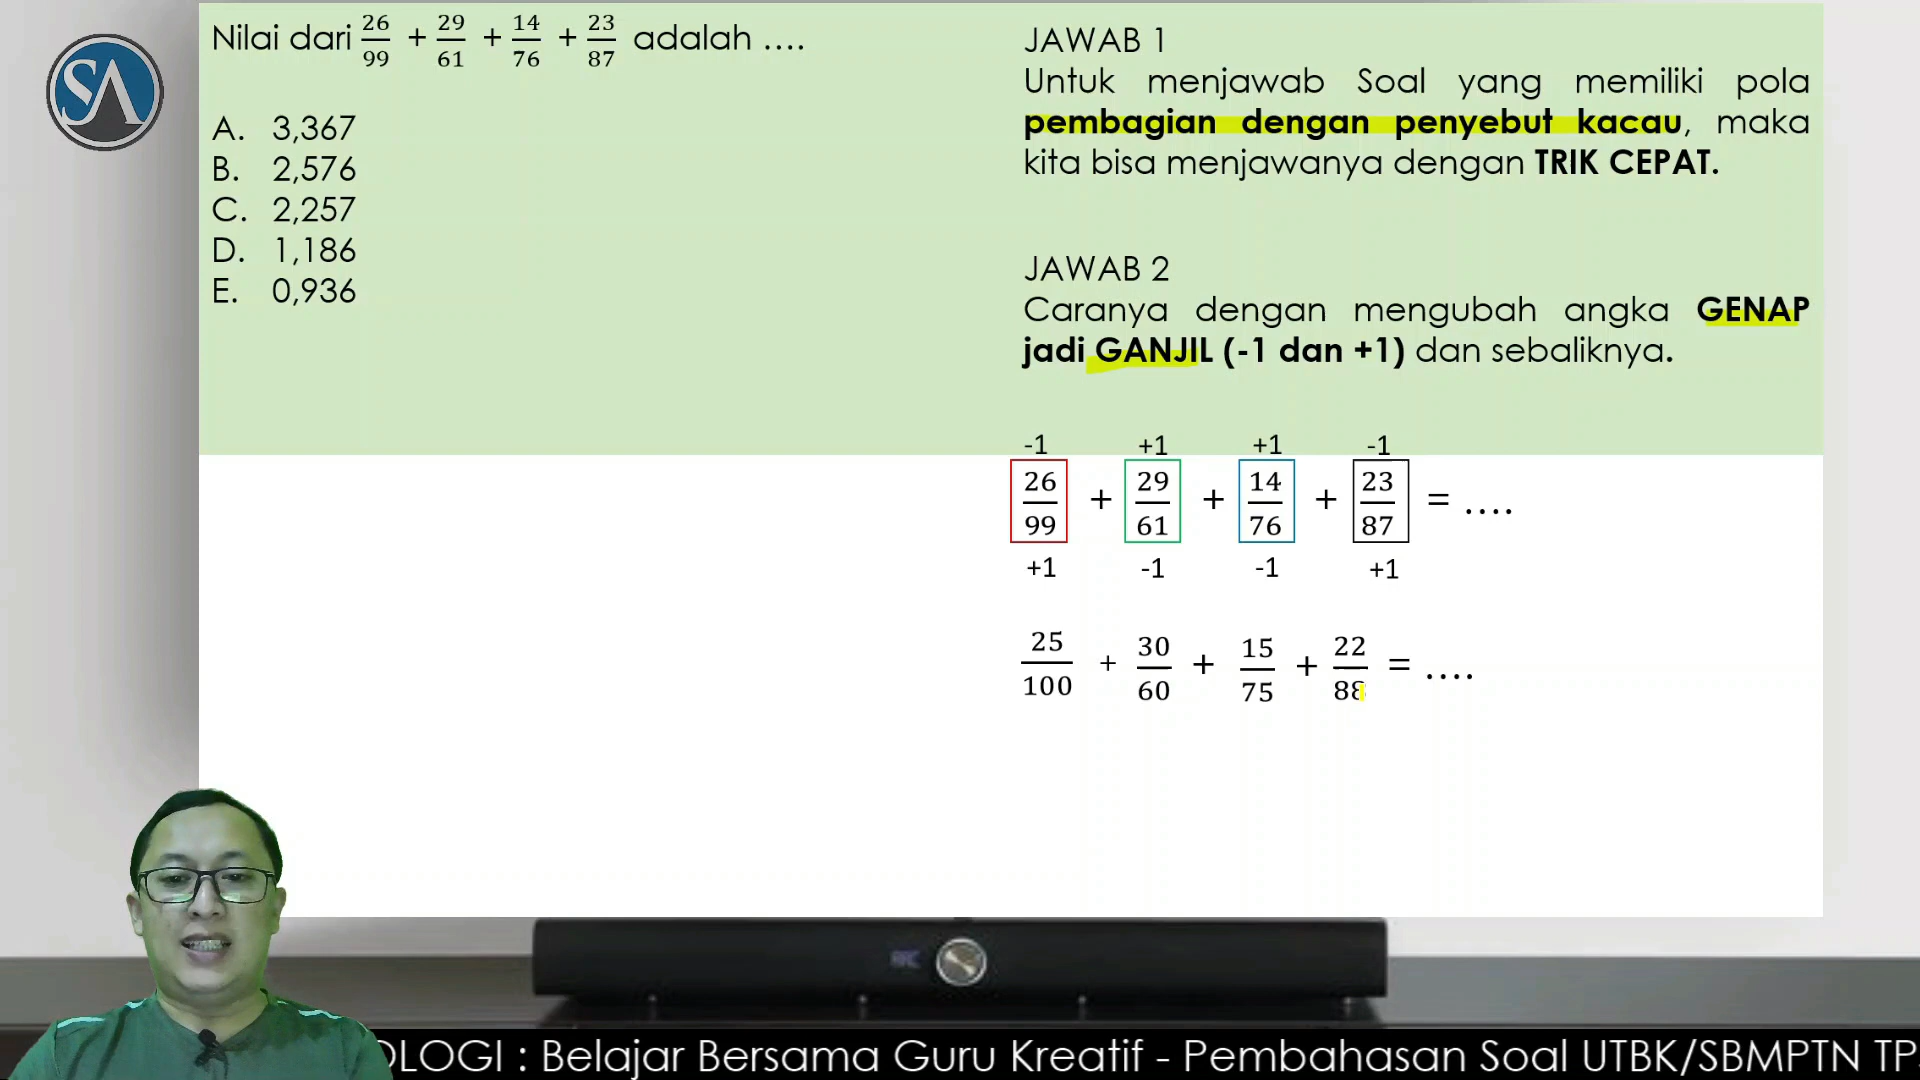 SA
Nilai dari 26/99 + 29/61 + 14/76 + 23/87 adalah ....
A. 3,367
B. 2,576
C. 2,257
D. 1,186
E. 0,936
JAWAB 1
Untuk menjawab Soal yang memiliki pola
pembagian dengan penyebut kacau, maka
kita bisa menjawanya dengan TRIK CEPAT.
JAWAB 2
Caranya dengan mengubah angka GENAP
jadi GANJIL (-1 dan +1) dan sebaliknya.
-1 +1 +1 -1
26/99 + 29/61 + 14/76 + 23/87 = ....
+1 -1 -1 +1
25/100 + 30/60 + 15/75 + 22/88 = ....
OLOGI : Belajar Bersama Guru Kreatif - Pembahasan Soal UTBK/SBMPTN TP